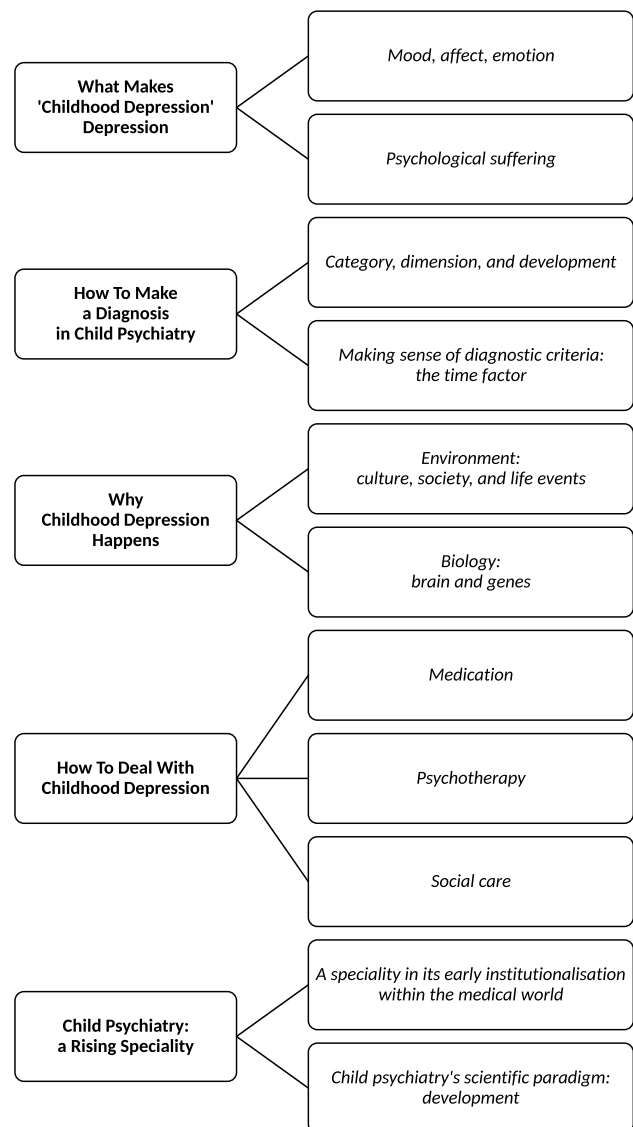 What Makes
'Childhood Depression'
Depression
Mood, affect, emotion
Psychological suffering
How To Make
a Diagnosis
in Child Psychiatry
Category, dimension, and development
Making sense of diagnostic criteria:
the time factor
Why
Childhood Depression
Happens
Environment:
culture, society, and life events
Biology:
brain and genes
How To Deal With
Childhood Depression
Medication
Psychotherapy
Social care
Child Psychiatry:
a Rising Speciality
A speciality in its early institutionalisation
within the medical world
Child psychiatry's scientific paradigm:
development